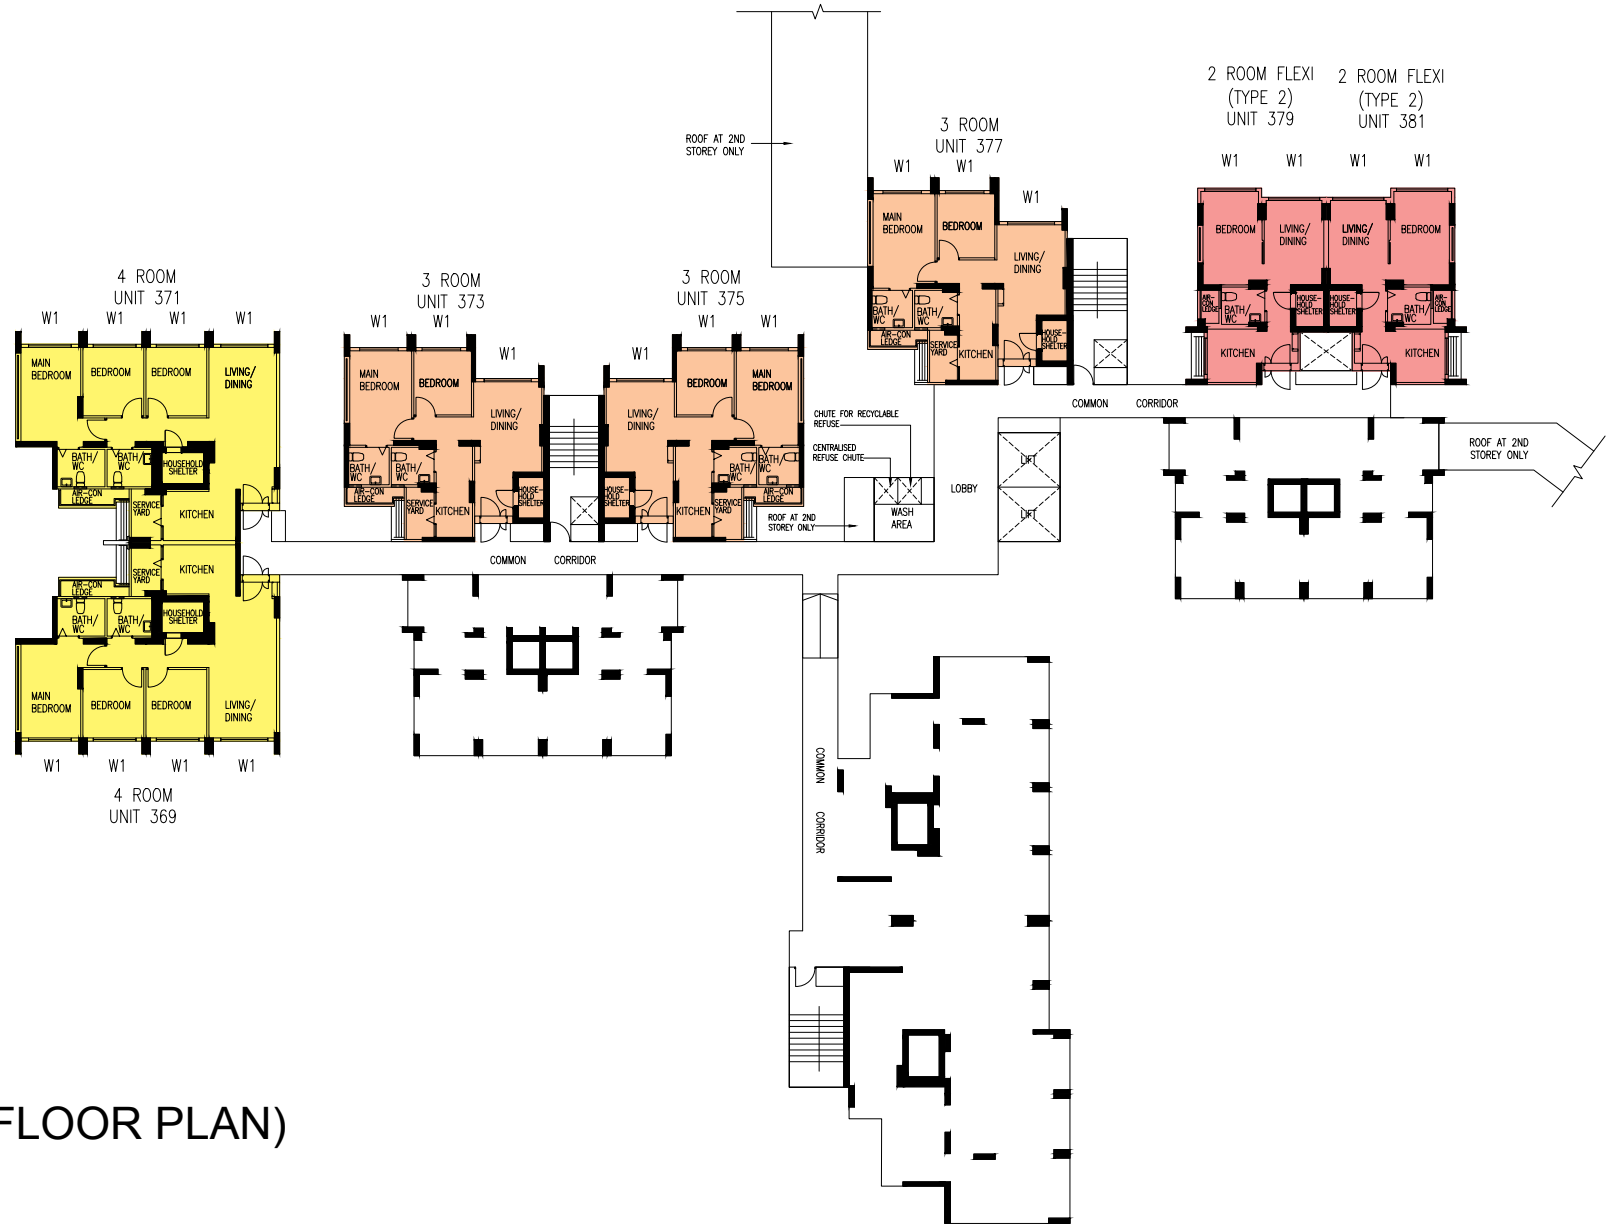 2 ROOM FLEXI
(TYPE 2)
UNIT 379
2 ROOM FLEXI
(TYPE 2)
UNIT 381
W1
W1
W1
W1
BEDROOM
LIVING/
DINING
LIVING/
DINING
BEDROOM
AIR-
CON
LEDGE
BATH/
WC
HOUSE-
HOLD
SHELTER
HOUSE-
HOLD
SHELTER
BATH/
WC
AIR-
CON
LEDGE
KITCHEN
KITCHEN
3 ROOM
UNIT 377
W1
W1
W1
ROOF AT 2ND
STOREY ONLY
MAIN
BEDROOM
BEDROOM
LIVING/
DINING
BATH/
WC
BATH/
WC
AIR-CON
LEDGE
SERVICE
YARD
KITCHEN
HOUSE-
HOLD
SHELTER
COMMON
CORRIDOR
4 ROOM
UNIT 371
W1
W1
W1
W1
MAIN
BEDROOM
BEDROOM
BEDROOM
LIVING/
DINING
BATH/
WC
BATH/
WC
HOUSEHOLD
SHELTER
AIR-CON
LEDGE
SERVICE
YARD
KITCHEN
3 ROOM
UNIT 373
W1
W1
W1
MAIN
BEDROOM
BEDROOM
LIVING/
DINING
BATH/
WC
BATH/
WC
AIR-CON
LEDGE
SERVICE
YARD
KITCHEN
HOUSE-
HOLD
SHELTER
3 ROOM
UNIT 375
W1
W1
W1
LIVING/
DINING
BEDROOM
MAIN
BEDROOM
BATH/
WC
BATH/
WC
HOUSE-
HOLD
SHELTER
KITCHEN
SERVICE
YARD
AIR-CON
LEDGE
CHUTE FOR RECYCLABLE
REFUSE
CENTRALISED
REFUSE CHUTE
ROOF AT 2ND
STOREY ONLY
WASH
AREA
LOBBY
LIFT
LIFT
ROOF AT 2ND
STOREY ONLY
COMMON
CORRIDOR
SERVICE
YARD
KITCHEN
AIR-CON
LEDGE
BATH/
WC
BATH/
WC
HOUSEHOLD
SHELTER
MAIN
BEDROOM
BEDROOM
BEDROOM
LIVING/
DINING
W1
W1
W1
W1
4 ROOM
UNIT 369
COMMON
CORRIDOR
FLOOR PLAN)